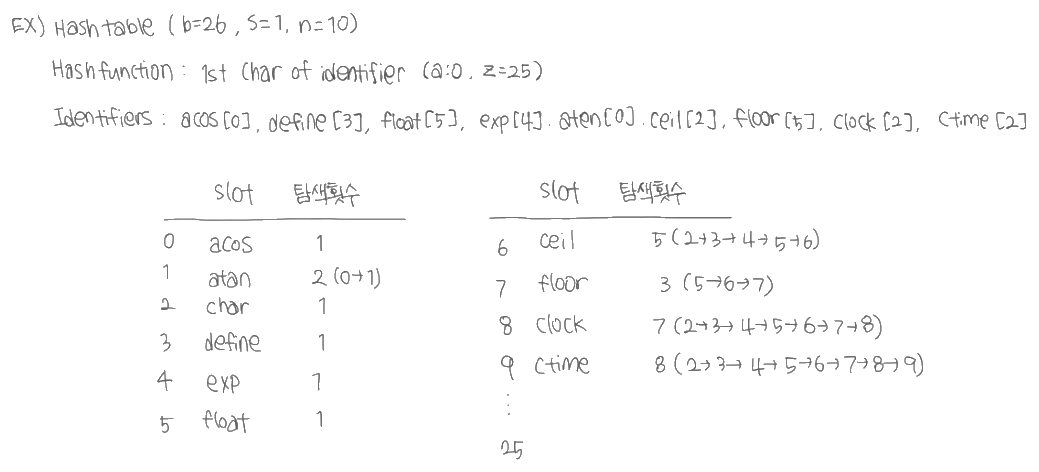 EX) Hash table (b=26, S=1, n=10)
Hash function : 1st Char of identifier (a:0, z=25)
Identifiers : acos [0], define [3], float [5], exp [4]. aten [0]. ceil [2], floor [5], clock [2], ctime [2]
slot 탐색횟수
0 acos 1
1 atan 2 (0→1)
2 char 1
3 define 1
4 exp 1
5 float 1
slot 탐색횟수
6 ceil 5 (2→3→4→5→6)
7 floor 3 (5→6→7)
8 clock 7 (2→3→4→5→6→7→8)
9 ctime 8 (2→3→4→5→6→7→8→9)
⋮
25